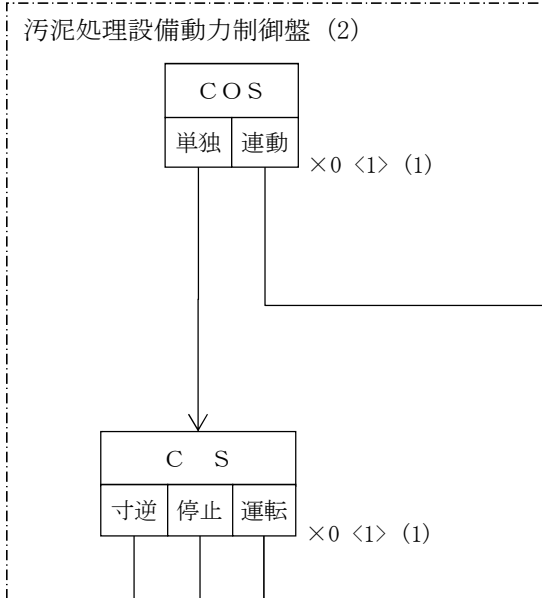 汚泥処理設備動力制御盤 (2)
COS
単独 連動
×0 <1> (1)
C S
寸逆 停止 運転
×0 <1> (1)